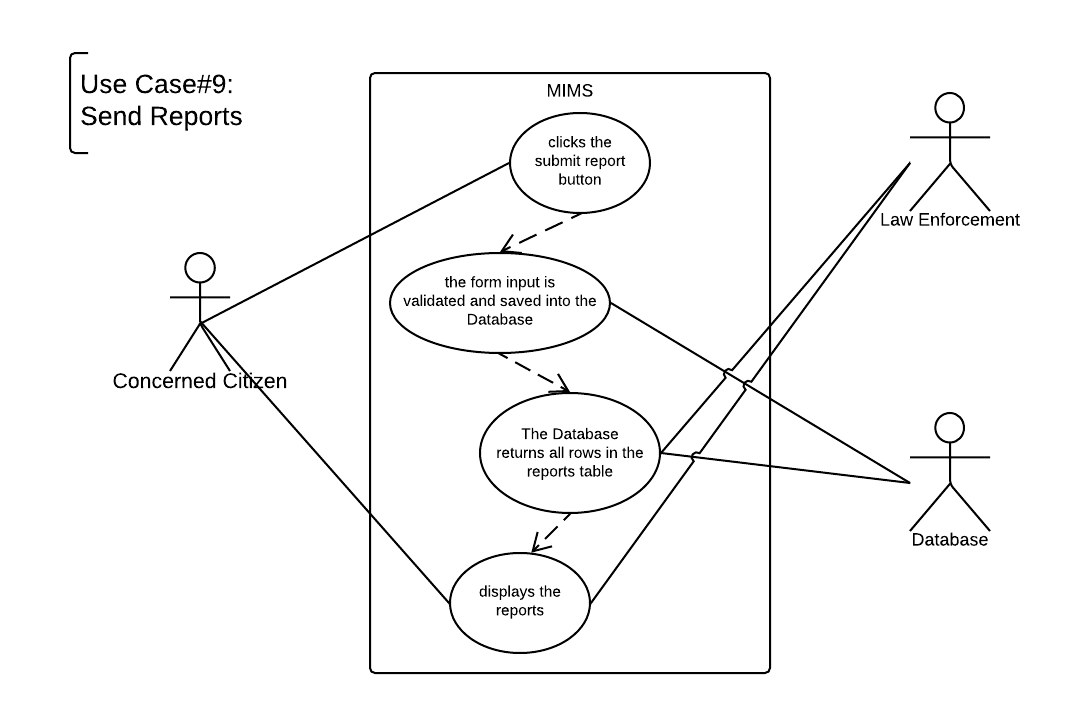 Use Case#9:
Send Reports
MIMS
clicks the
submit report
button
Law Enforcement
the form input is
validated and saved into the
Database
Concerned Citizen
The Database
returns all rows in the
reports table
Database
displays the
reports